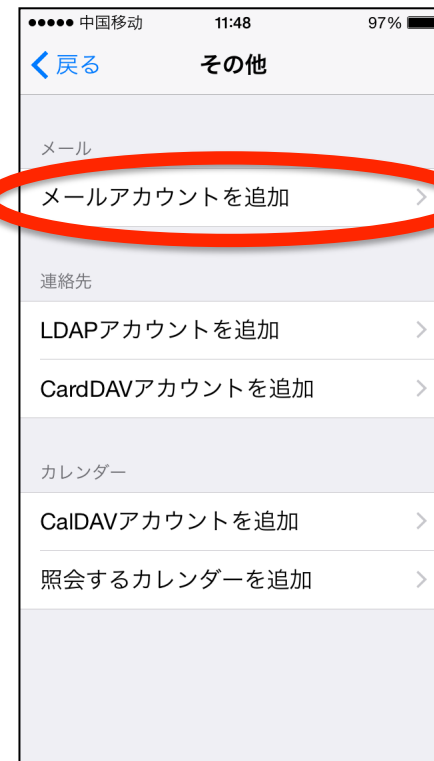 ●●●●● 中国移动 11:48 97%
戻る その他
メール
メールアカウントを追加
連絡先
LDAPアカウントを追加
CardDAVアカウントを追加
カレンダー
CalDAVアカウントを追加
照会するカレンダーを追加